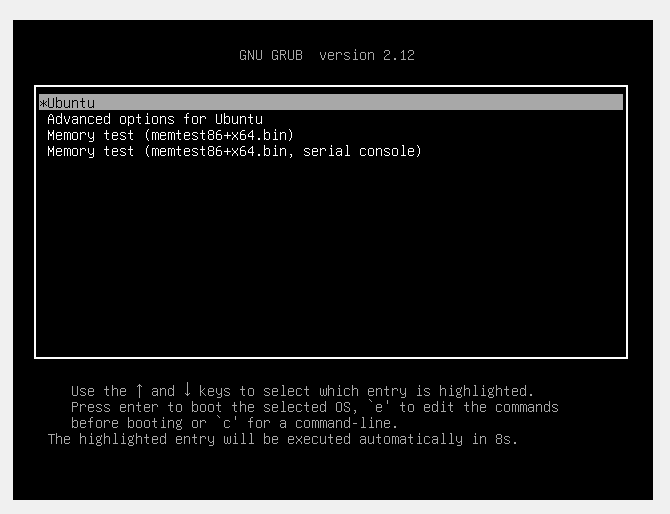 GNU GRUB  version 2.12
*Ubuntu
Advanced options for Ubuntu
Memory test (memtest86+x64.bin)
Memory test (memtest86+x64.bin, serial console)
Use the ↑ and ↓ keys to select which entry is highlighted.
Press enter to boot the selected OS, `e' to edit the commands
before booting or `c' for a command-line.
The highlighted entry will be executed automatically in 8s.